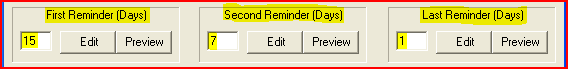 First Reminder (Days) Second Reminder (Days) Last Reminder (Days)
15 Edit Preview 7 Edit Preview 1 Edit Preview